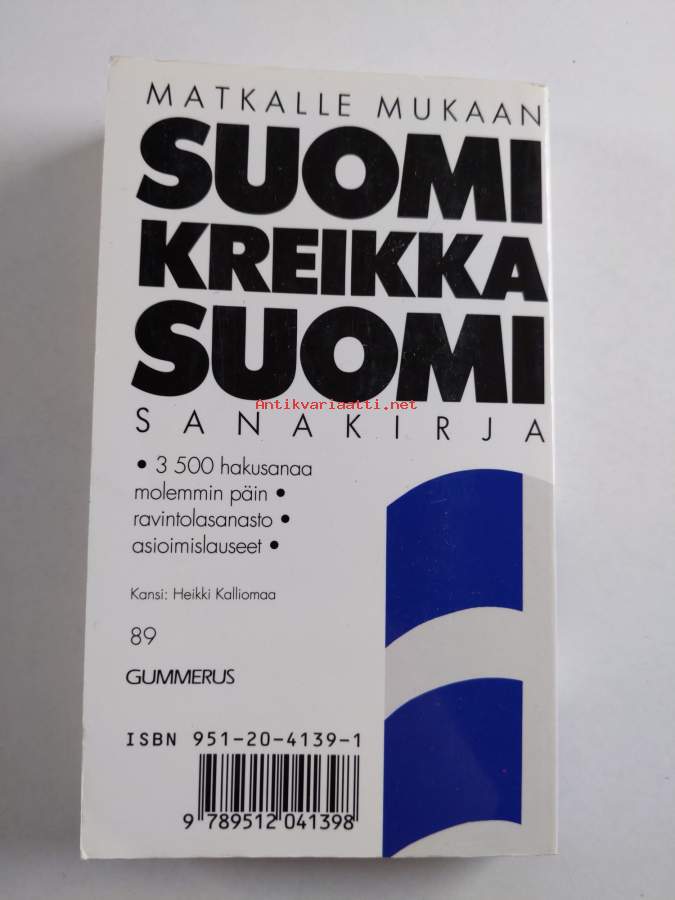 MATKALLE MUKAAN
SUOMI
KREIKKA
SUOMI
Antikvariaatti.net
SANAKIRJA
• 3 500 hakusanaa
molemmin päin •
ravintolasanasto •
asioimislauseet •
Kansi: Heikki Kalliomaa
89
GUMMERUS
ISBN 951-20-4139-1
9 789512 041398